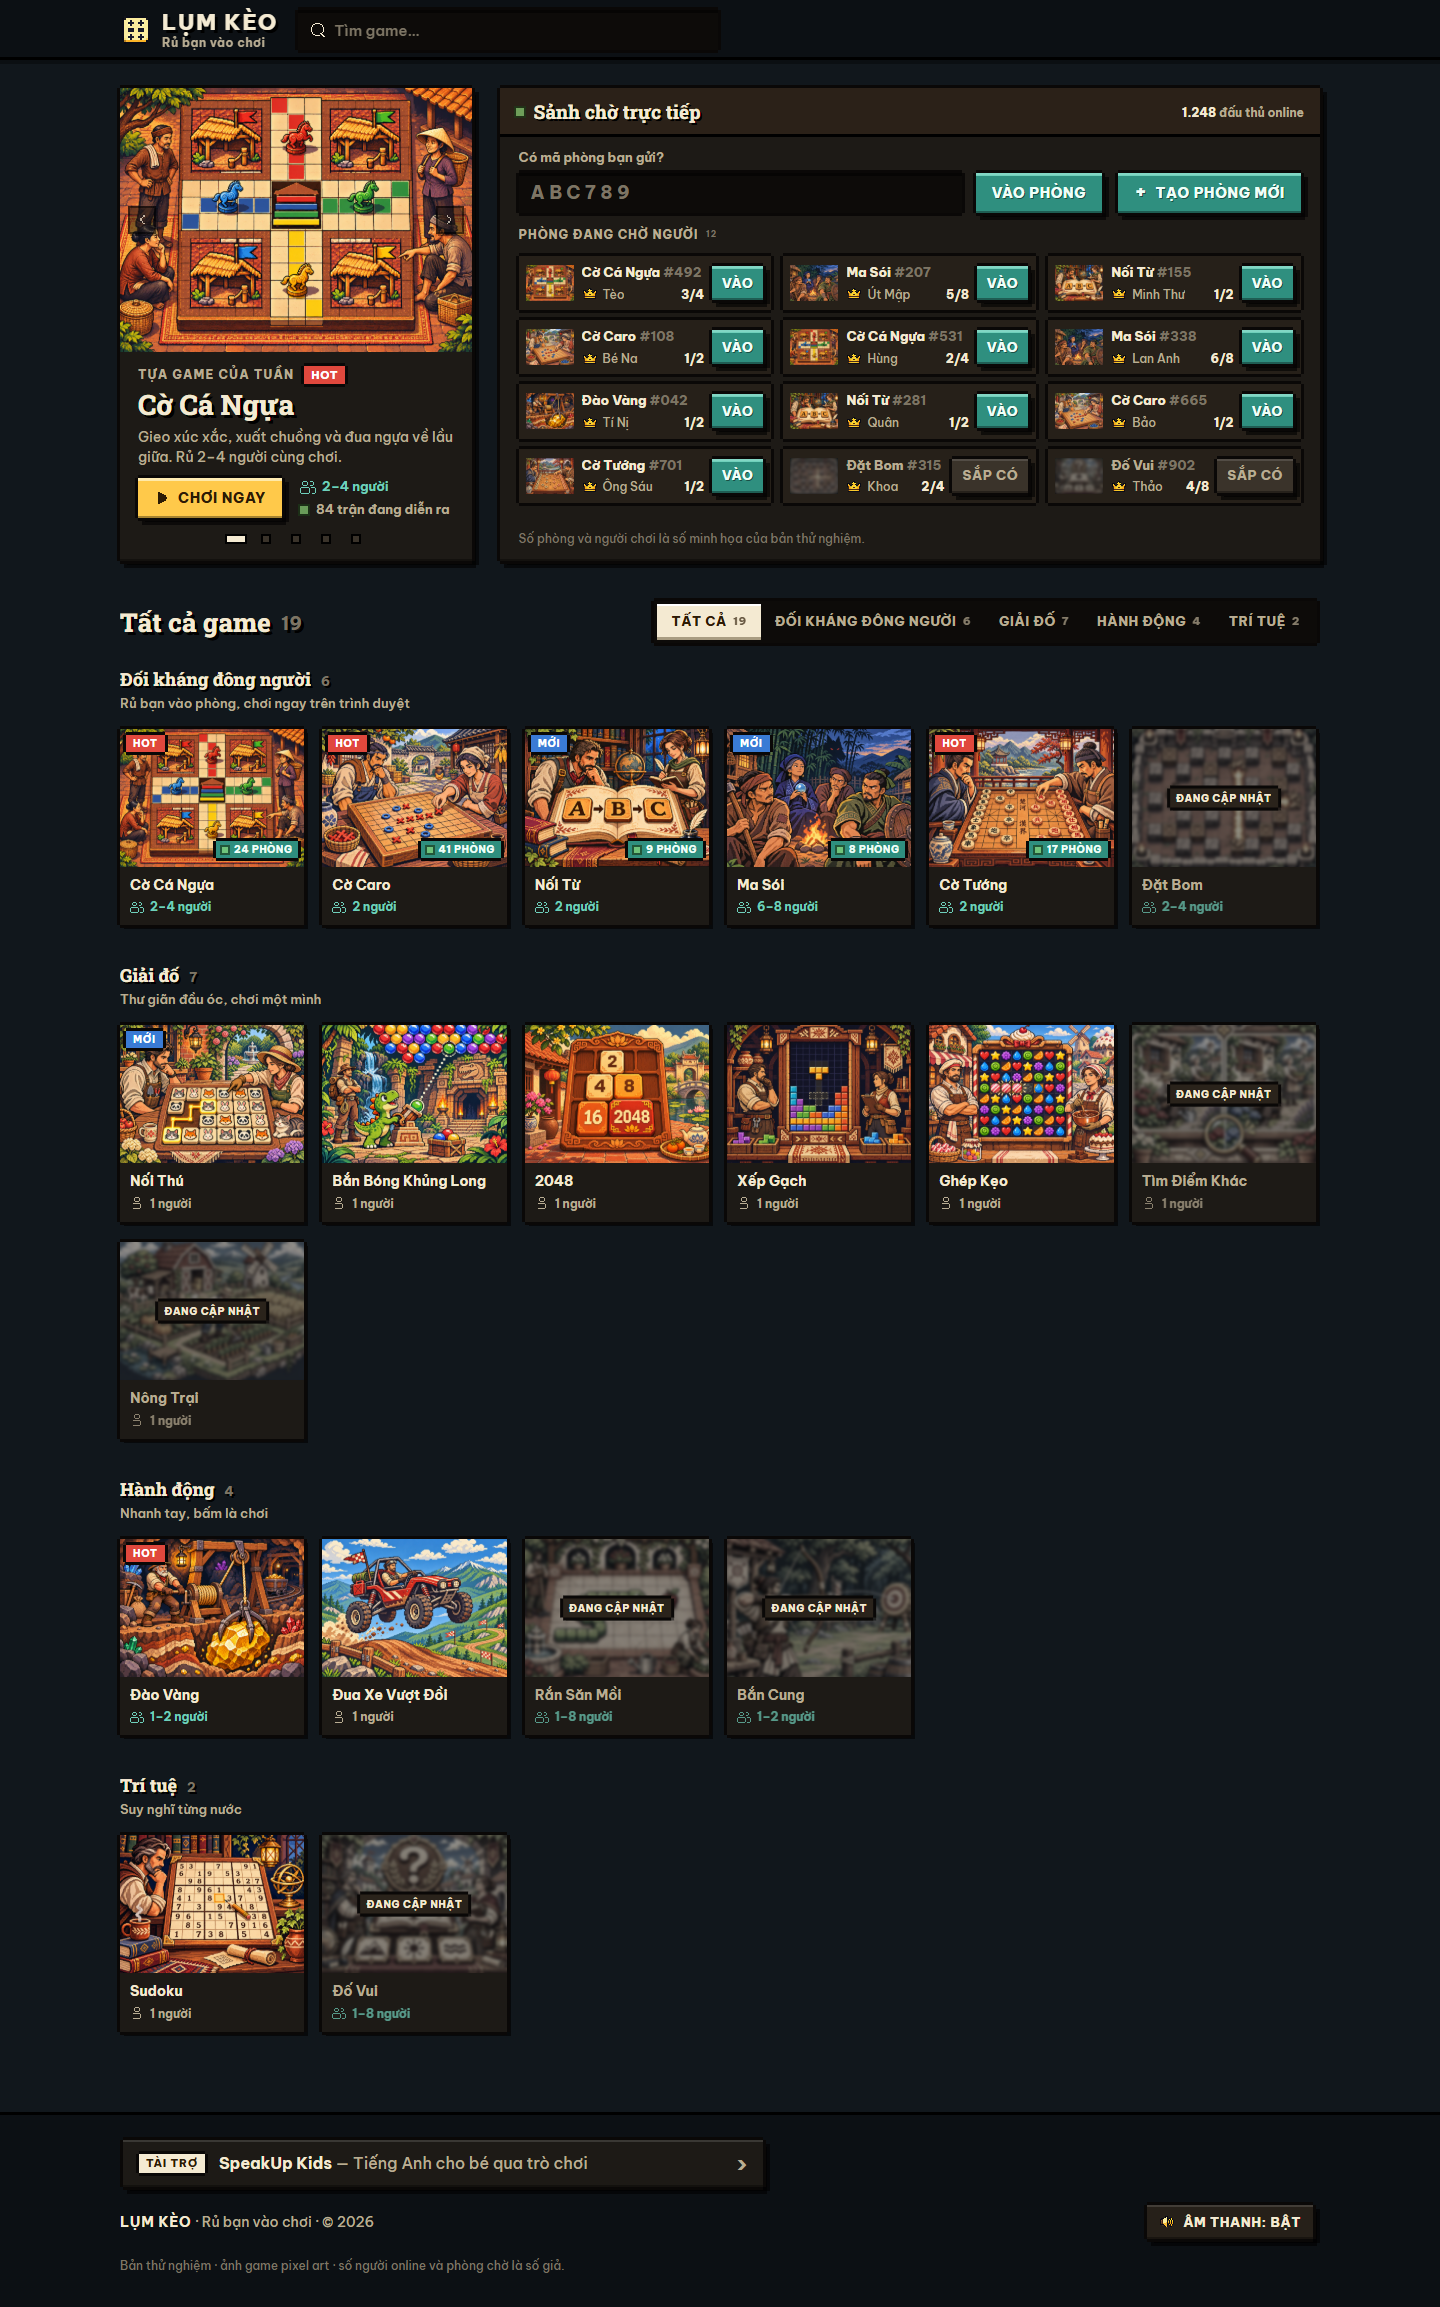 LỤM KÈO
Rủ bạn vào chơi
Tìm game...
TỰA GAME CỦA TUẦN HOT
Cờ Cá Ngựa
Gieo xúc xắc, xuất chuồng và đua ngựa về lầu
giữa. Rủ 2–4 người cùng chơi.
CHƠI NGAY
2–4 người
84 trận đang diễn ra
Sảnh chờ trực tiếp
1.248 đấu thủ online
Có mã phòng bạn gửi?
ABC789
VÀO PHÒNG
+ TẠO PHÒNG MỚI
PHÒNG ĐANG CHỜ NGƯỜI 12
Cờ Cá Ngựa #492
Tèo 3/4
VÀO
Ma Sói #207
Út Mập 5/8
VÀO
Nối Từ #155
Minh Thư 1/2
VÀO
Cờ Caro #108
Bé Na 1/2
VÀO
Cờ Cá Ngựa #531
Hùng 2/4
VÀO
Ma Sói #338
Lan Anh 6/8
VÀO
Đào Vàng #042
Tí Nị 1/2
VÀO
Nối Từ #281
Quân 1/2
VÀO
Cờ Caro #665
Bảo 1/2
VÀO
Cờ Tướng #701
Ông Sáu 1/2
VÀO
Đặt Bom #315
Khoa 2/4
SẮP CÓ
Đố Vui #902
Thảo 4/8
SẮP CÓ
Số phòng và người chơi là số minh họa của bản thử nghiệm.
Tất cả game 19
TẤT CẢ 19
ĐỐI KHÁNG ĐÔNG NGƯỜI 6
GIẢI ĐỐ 7
HÀNH ĐỘNG 4
TRÍ TUỆ 2
Đối kháng đông người 6
Rủ bạn vào phòng, chơi ngay trên trình duyệt
HOT
24 PHÒNG
Cờ Cá Ngựa
2–4 người
HOT
41 PHÒNG
Cờ Caro
2 người
MỚI
A B C
9 PHÒNG
Nối Từ
2 người
MỚI
8 PHÒNG
Ma Sói
6–8 người
HOT
17 PHÒNG
Cờ Tướng
2 người
ĐANG CẬP NHẬT
Đặt Bom
2–4 người
Giải đố 7
Thư giãn đầu óc, chơi một mình
MỚI
Nối Thú
1 người
Bắn Bóng Khủng Long
1 người
2
4 8
16 2048
2048
1 người
Xếp Gạch
1 người
Ghép Kẹo
1 người
ĐANG CẬP NHẬT
Tìm Điểm Khác
1 người
ĐANG CẬP NHẬT
Nông Trại
1 người
Hành động 4
Nhanh tay, bấm là chơi
HOT
Đào Vàng
1–2 người
Đua Xe Vượt Đồi
1 người
ĐANG CẬP NHẬT
Rắn Săn Mồi
1–8 người
ĐANG CẬP NHẬT
Bắn Cung
1–2 người
Trí tuệ 2
Suy nghĩ từng nước
Sudoku
1 người
?
ĐANG CẬP NHẬT
Đố Vui
1–8 người
TÀI TRỢ
SpeakUp Kids — Tiếng Anh cho bé qua trò chơi
LỤM KÈO · Rủ bạn vào chơi · © 2026
ÂM THANH: BẬT
Bản thử nghiệm · ảnh game pixel art · số người online và phòng chờ là số giả.